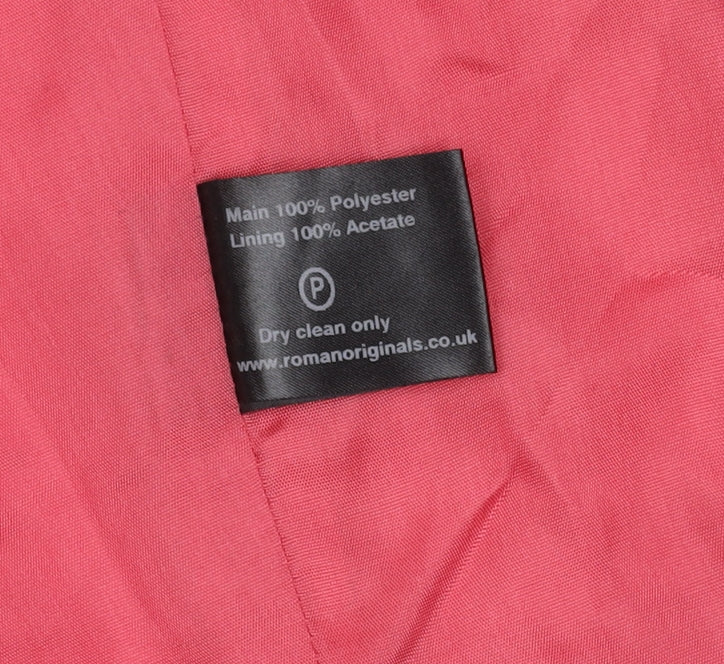 Main 100% Polyester
Lining 100% Acetate
P
Dry clean only
www.romanoriginals.co.uk